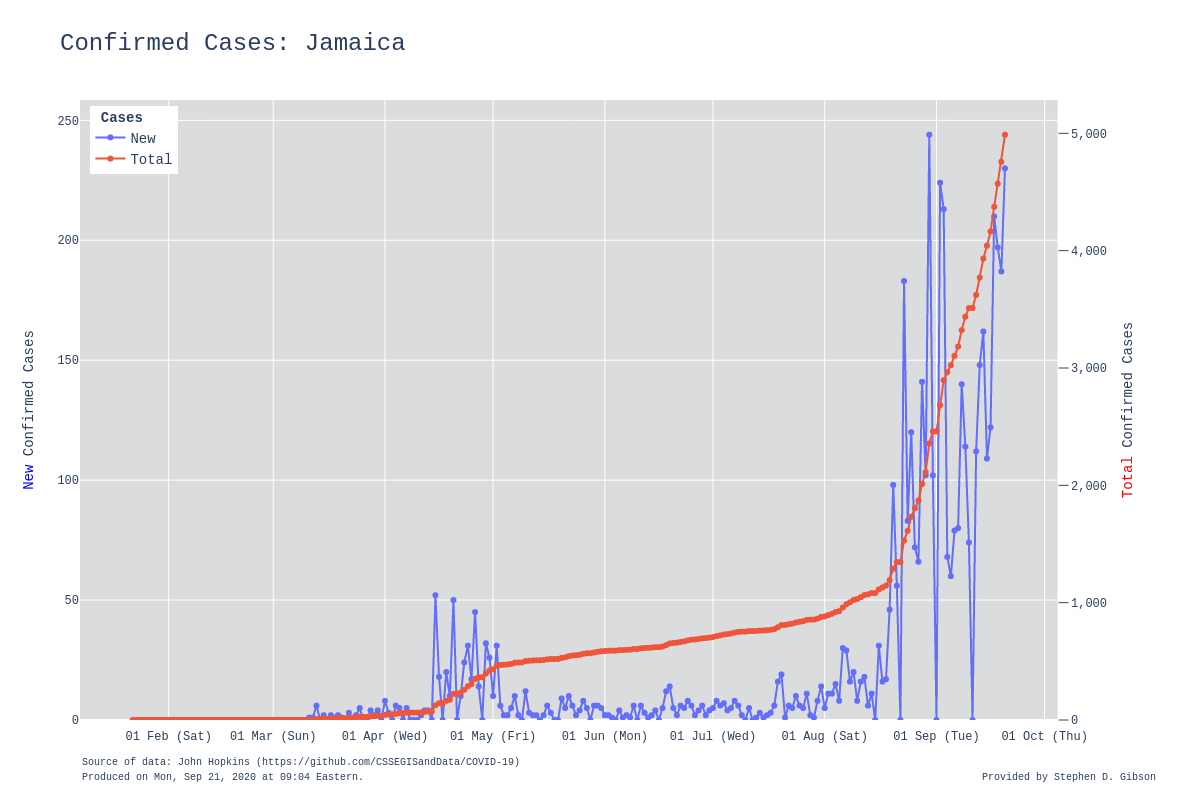 Confirmed Cases: Jamaica
Cases
New
Total
250
200
150
100
50
0
5,000
4,000
3,000
2,000
1,000
0
New Confirmed Cases
Total Confirmed Cases
01 Feb (Sat)
01 Mar (Sun)
01 Apr (Wed)
01 May (Fri)
01 Jun (Mon)
01 Jul (Wed)
01 Aug (Sat)
01 Sep (Tue)
01 Oct (Thu)
Source of data: John Hopkins (https://github.com/CSSEGISandData/COVID-19)
Produced on Mon, Sep 21, 2020 at 09:04 Eastern.
Provided by Stephen D. Gibson